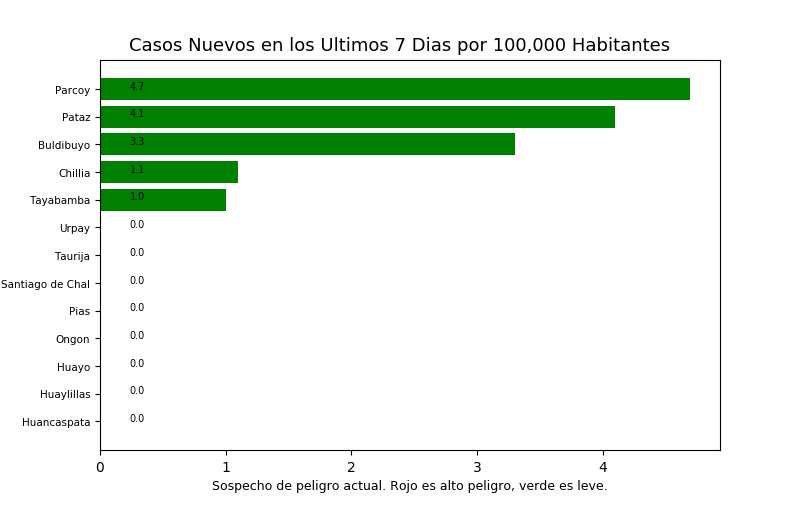 Casos Nuevos en los Ultimos 7 Dias por 100,000 Habitantes
Parcoy 4.7
Pataz 4.1
Buldibuyo 3.3
Chillia 1.1
Tayabamba 1.0
Urpay 0.0
Taurija 0.0
Santiago de Chal 0.0
Pias 0.0
Ongon 0.0
Huayo 0.0
Huaylillas 0.0
Huancaspata 0.0
0 1 2 3 4
Sospecho de peligro actual. Rojo es alto peligro, verde es leve.